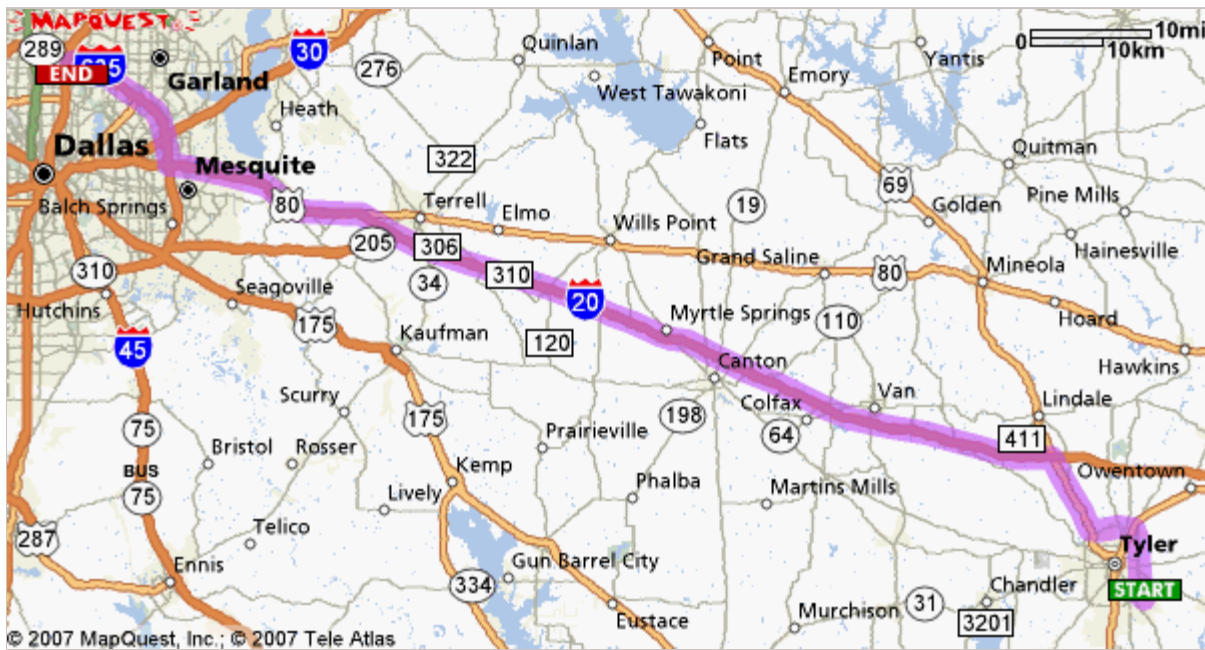 MAPQUEST
289
END
635
Garland
30
276
Quinlan
Point
Yantis
0
10mi
10km
Emory
West Tawakoni
Heath
Flats
Dallas
Mesquite
322
Quitman
69
Pine Mills
Balch Springs
80
Terrell
Elmo
19
Golden
Wills Point
Hainesville
205
306
310
34
310
Grand Saline
80
Mineola
Hutchins
Seagoville
20
Hoard
175
Myrtle Springs
110
45
Kaufman
120
Canton
Hawkins
Scurry
175
198
Colfax
Van
Lindale
75
64
411
Bristol
Rosser
Prairieville
BUS
75
Kemp
Owentown
Lively
Phalba
Martins Mills
287
Telico
Tyler
Ennis
334
Gun Barrel City
Chandler
START
Eustace
Murchison
31
3201
© 2007 MapQuest, Inc.; © 2007 Tele Atlas